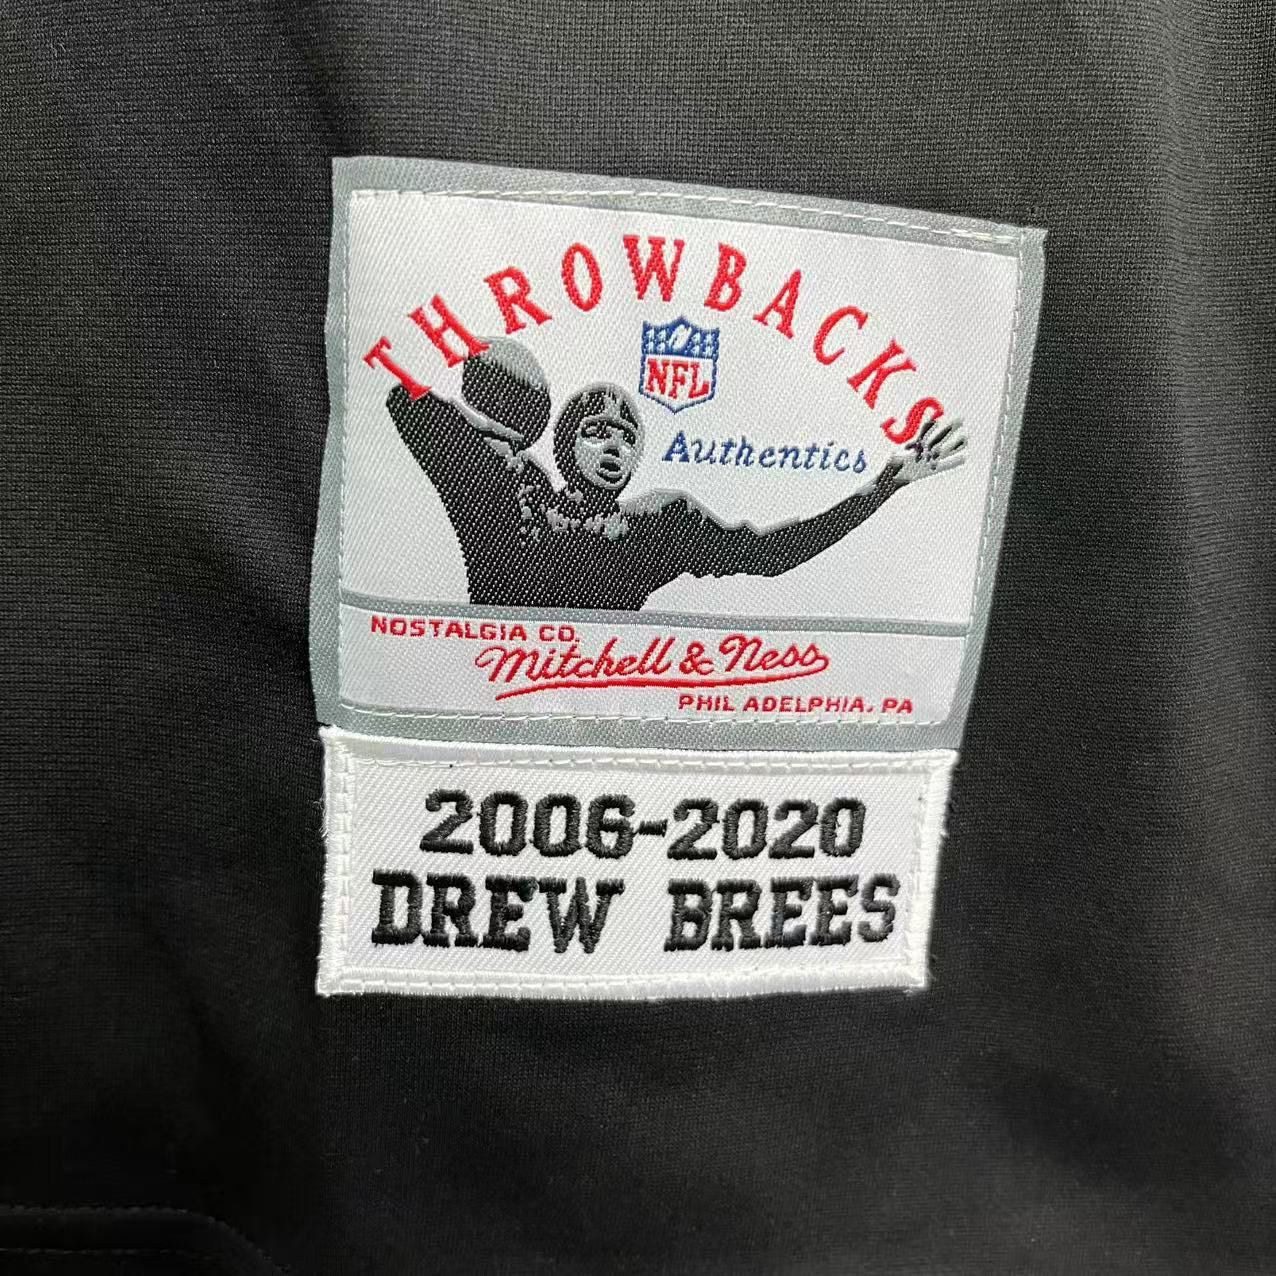 THROWBACKS
NFL
Authentics
NOSTALGIA CO.
Mitchell & Ness
PHILADELPHIA, PA
2006-2020
DREW BREES